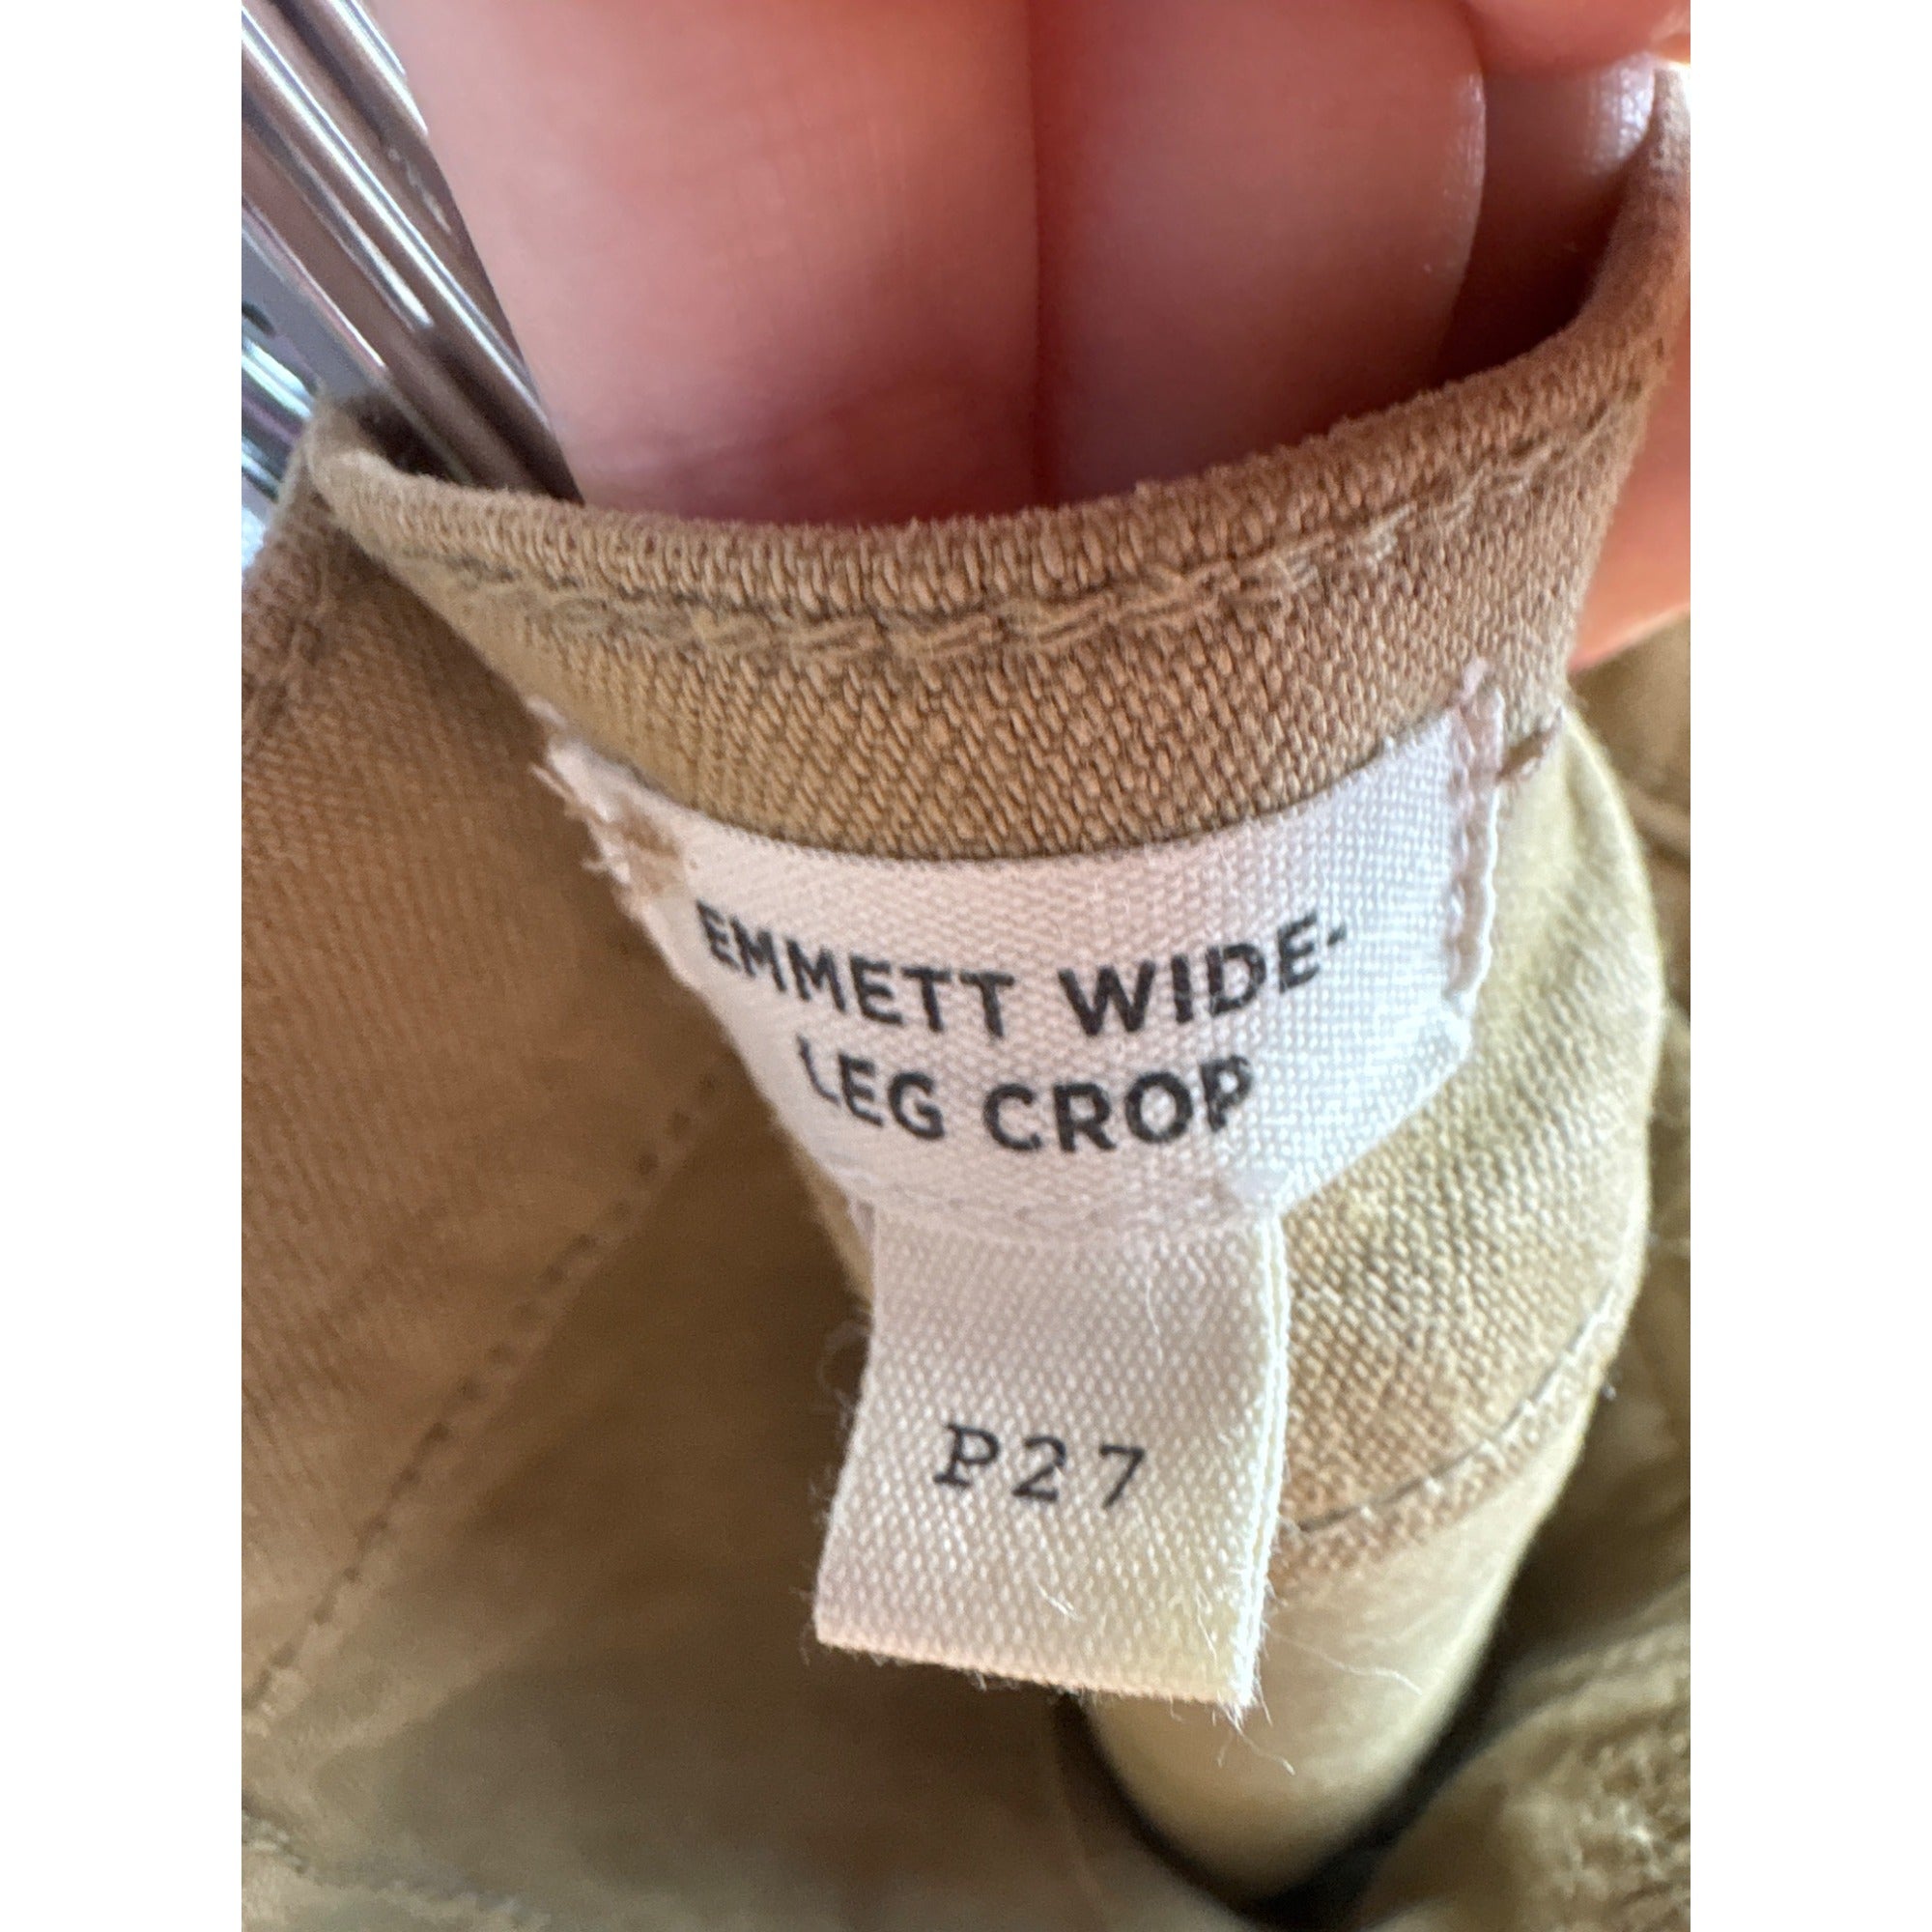 EMMETT WIDE-
LEG CROP
P27